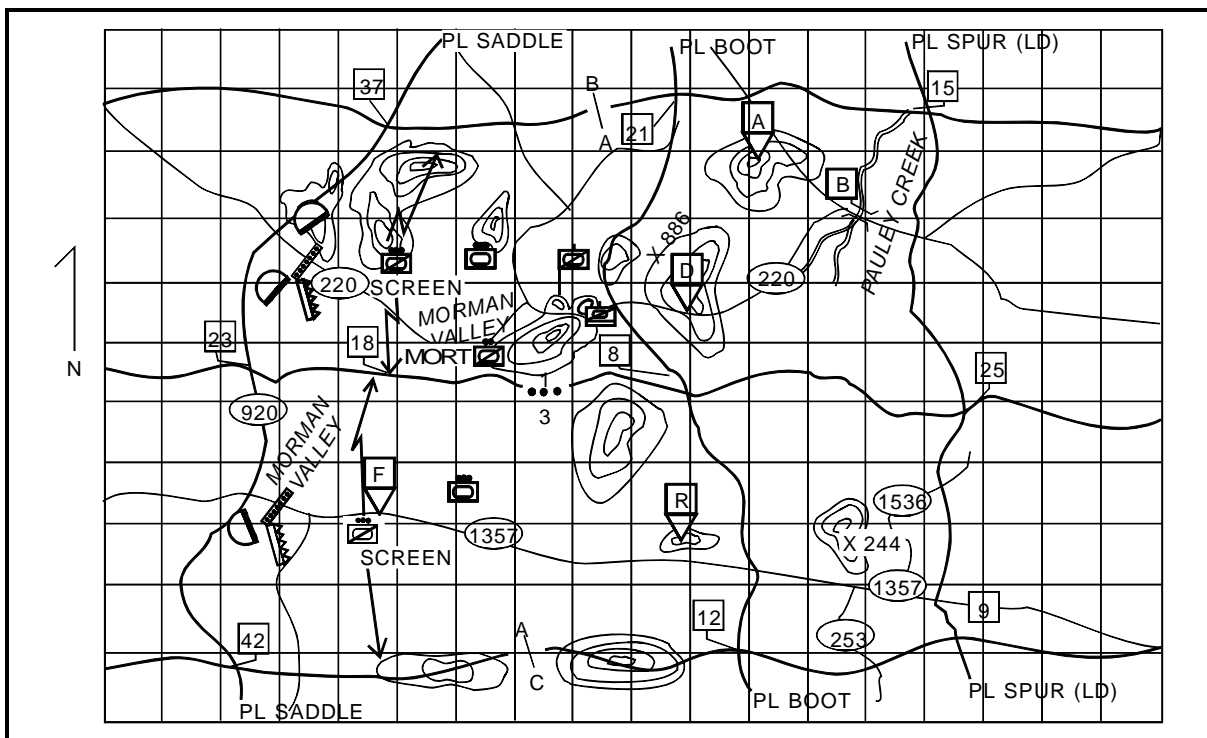 PL SADDLE
PL BOOT
PL SPUR (LD)
37
B
15
A
21
A
B
PAULEY CREEK
X 886
D
220
SCREEN
220
MORMAN
VALLEY
N
23
18
MORT
8
1
3
25
920
MORMAN
VALLEY
F
R
1536
1357
SCREEN
X 244
1357
9
42
A
C
12
253
PL SADDLE
PL BOOT
PL SPUR (LD)